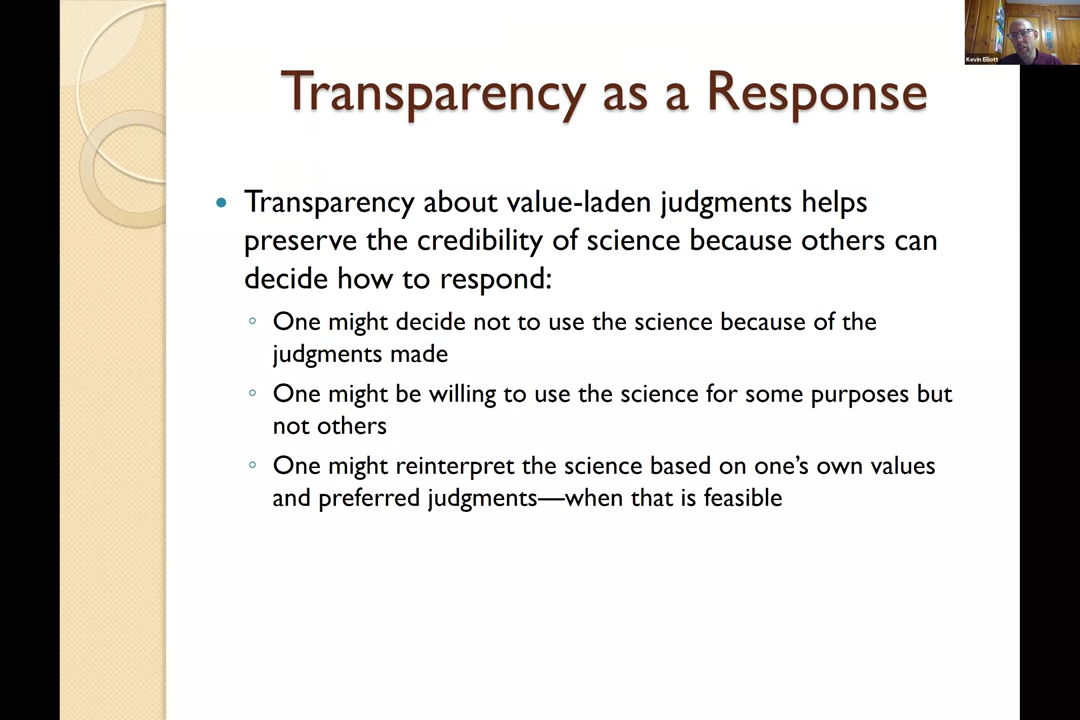 Kevin Elliott
Transparency as a Response
• Transparency about value-laden judgments helps
preserve the credibility of science because others can
decide how to respond:
◦ One might decide not to use the science because of the
judgments made
◦ One might be willing to use the science for some purposes but
not others
◦ One might reinterpret the science based on one’s own values
and preferred judgments—when that is feasible